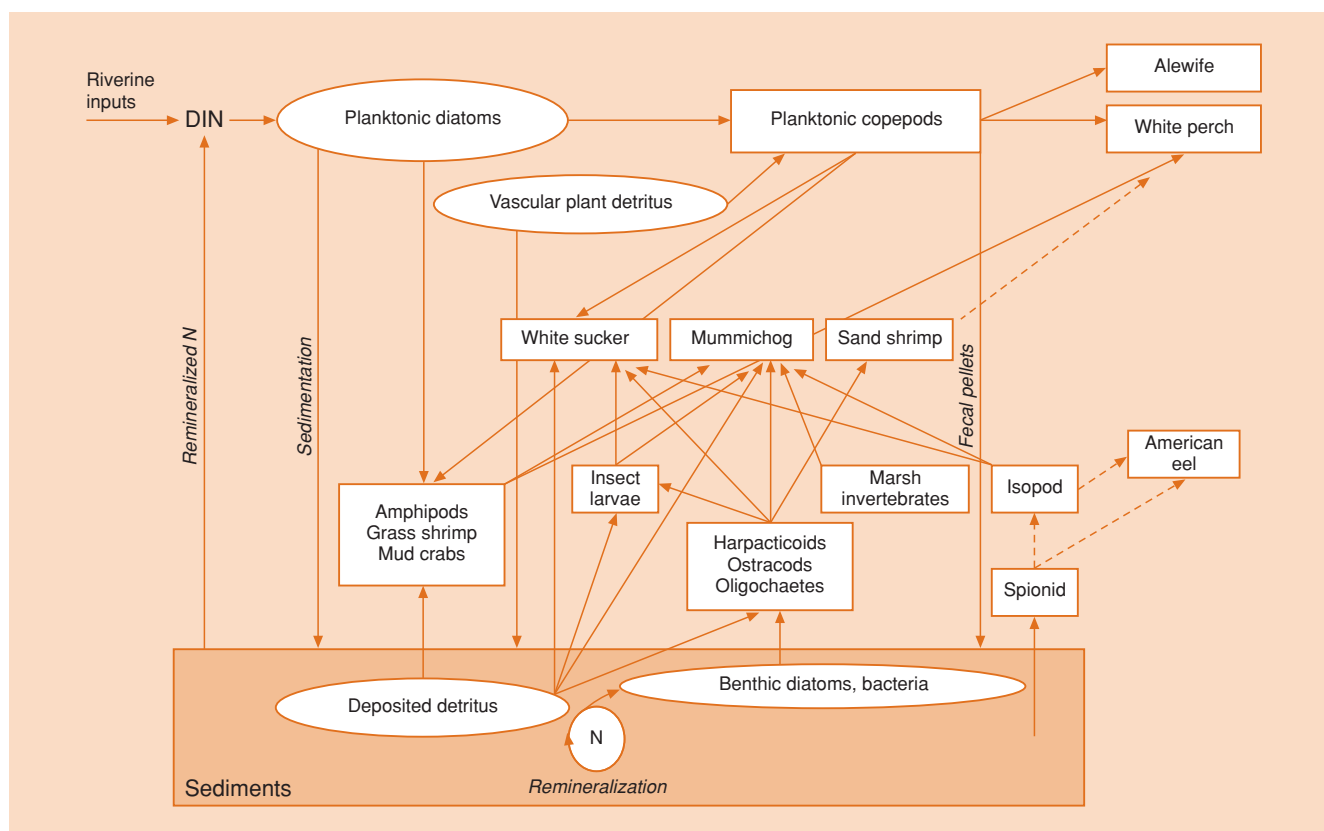 Riverine
inputs
DIN
Planktonic diatoms
Planktonic copepods
Alewife
White perch
Vascular plant detritus
Remineralized N
Sedimentation
White sucker
Mummichog
Sand shrimp
Fecal pellets
American
eel
Insect
larvae
Marsh
invertebrates
Isopod
Amphipods
Grass shrimp
Mud crabs
Harpacticoids
Ostracods
Oligochaetes
Spionid
Deposited detritus
Benthic diatoms, bacteria
N
Remineralization
Sediments